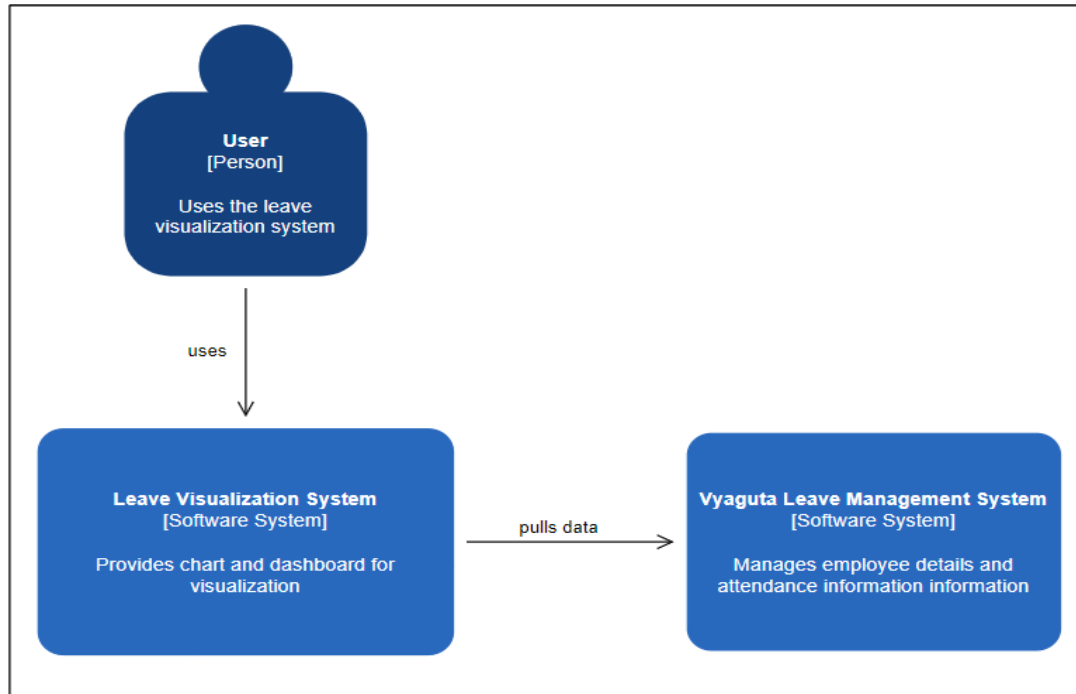 User
[Person]
Uses the leave
visualization system
uses
Leave Visualization System
[Software System]
Provides chart and dashboard for
visualization
pulls data
Vyaguta Leave Management System
[Software System]
Manages employee details and
attendance information information